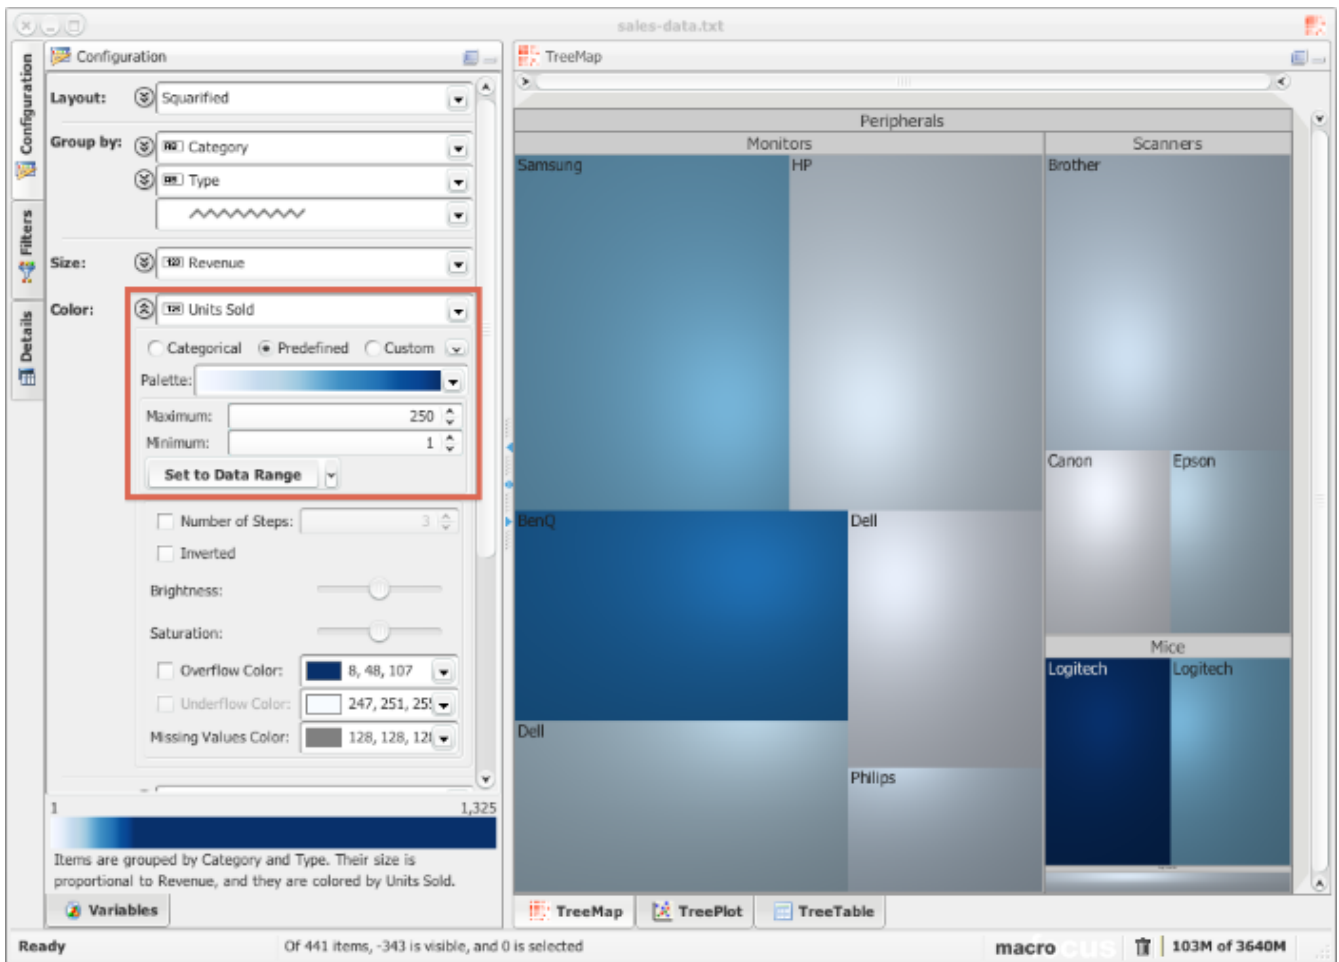 sales-data.txt
Configuration
Filters
Details
Configuration
Layout: Squarified
Group by: Category
Type
Size: Revenue
Color: Units Sold
Categorical Predefined Custom
Palette:
Maximum: 250
Minimum: 1
Set to Data Range
Number of Steps: 3
Inverted
Brightness:
Saturation:
Overflow Color: 8, 48, 107
Underflow Color: 247, 251, 25
Missing Values Color: 128, 128, 12
1 1,325
Items are grouped by Category and Type. Their size is
proportional to Revenue, and they are colored by Units Sold.
Variables
TreeMap
Peripherals
Monitors Scanners
Samsung HP Brother
Canon Epson
BenQ Dell
Mice
Logitech Logitech
Dell
Philips
TreeMap TreePlot TreeTable
Ready Of 441 items, -343 is visible, and 0 is selected macrofocus 103M of 3640M